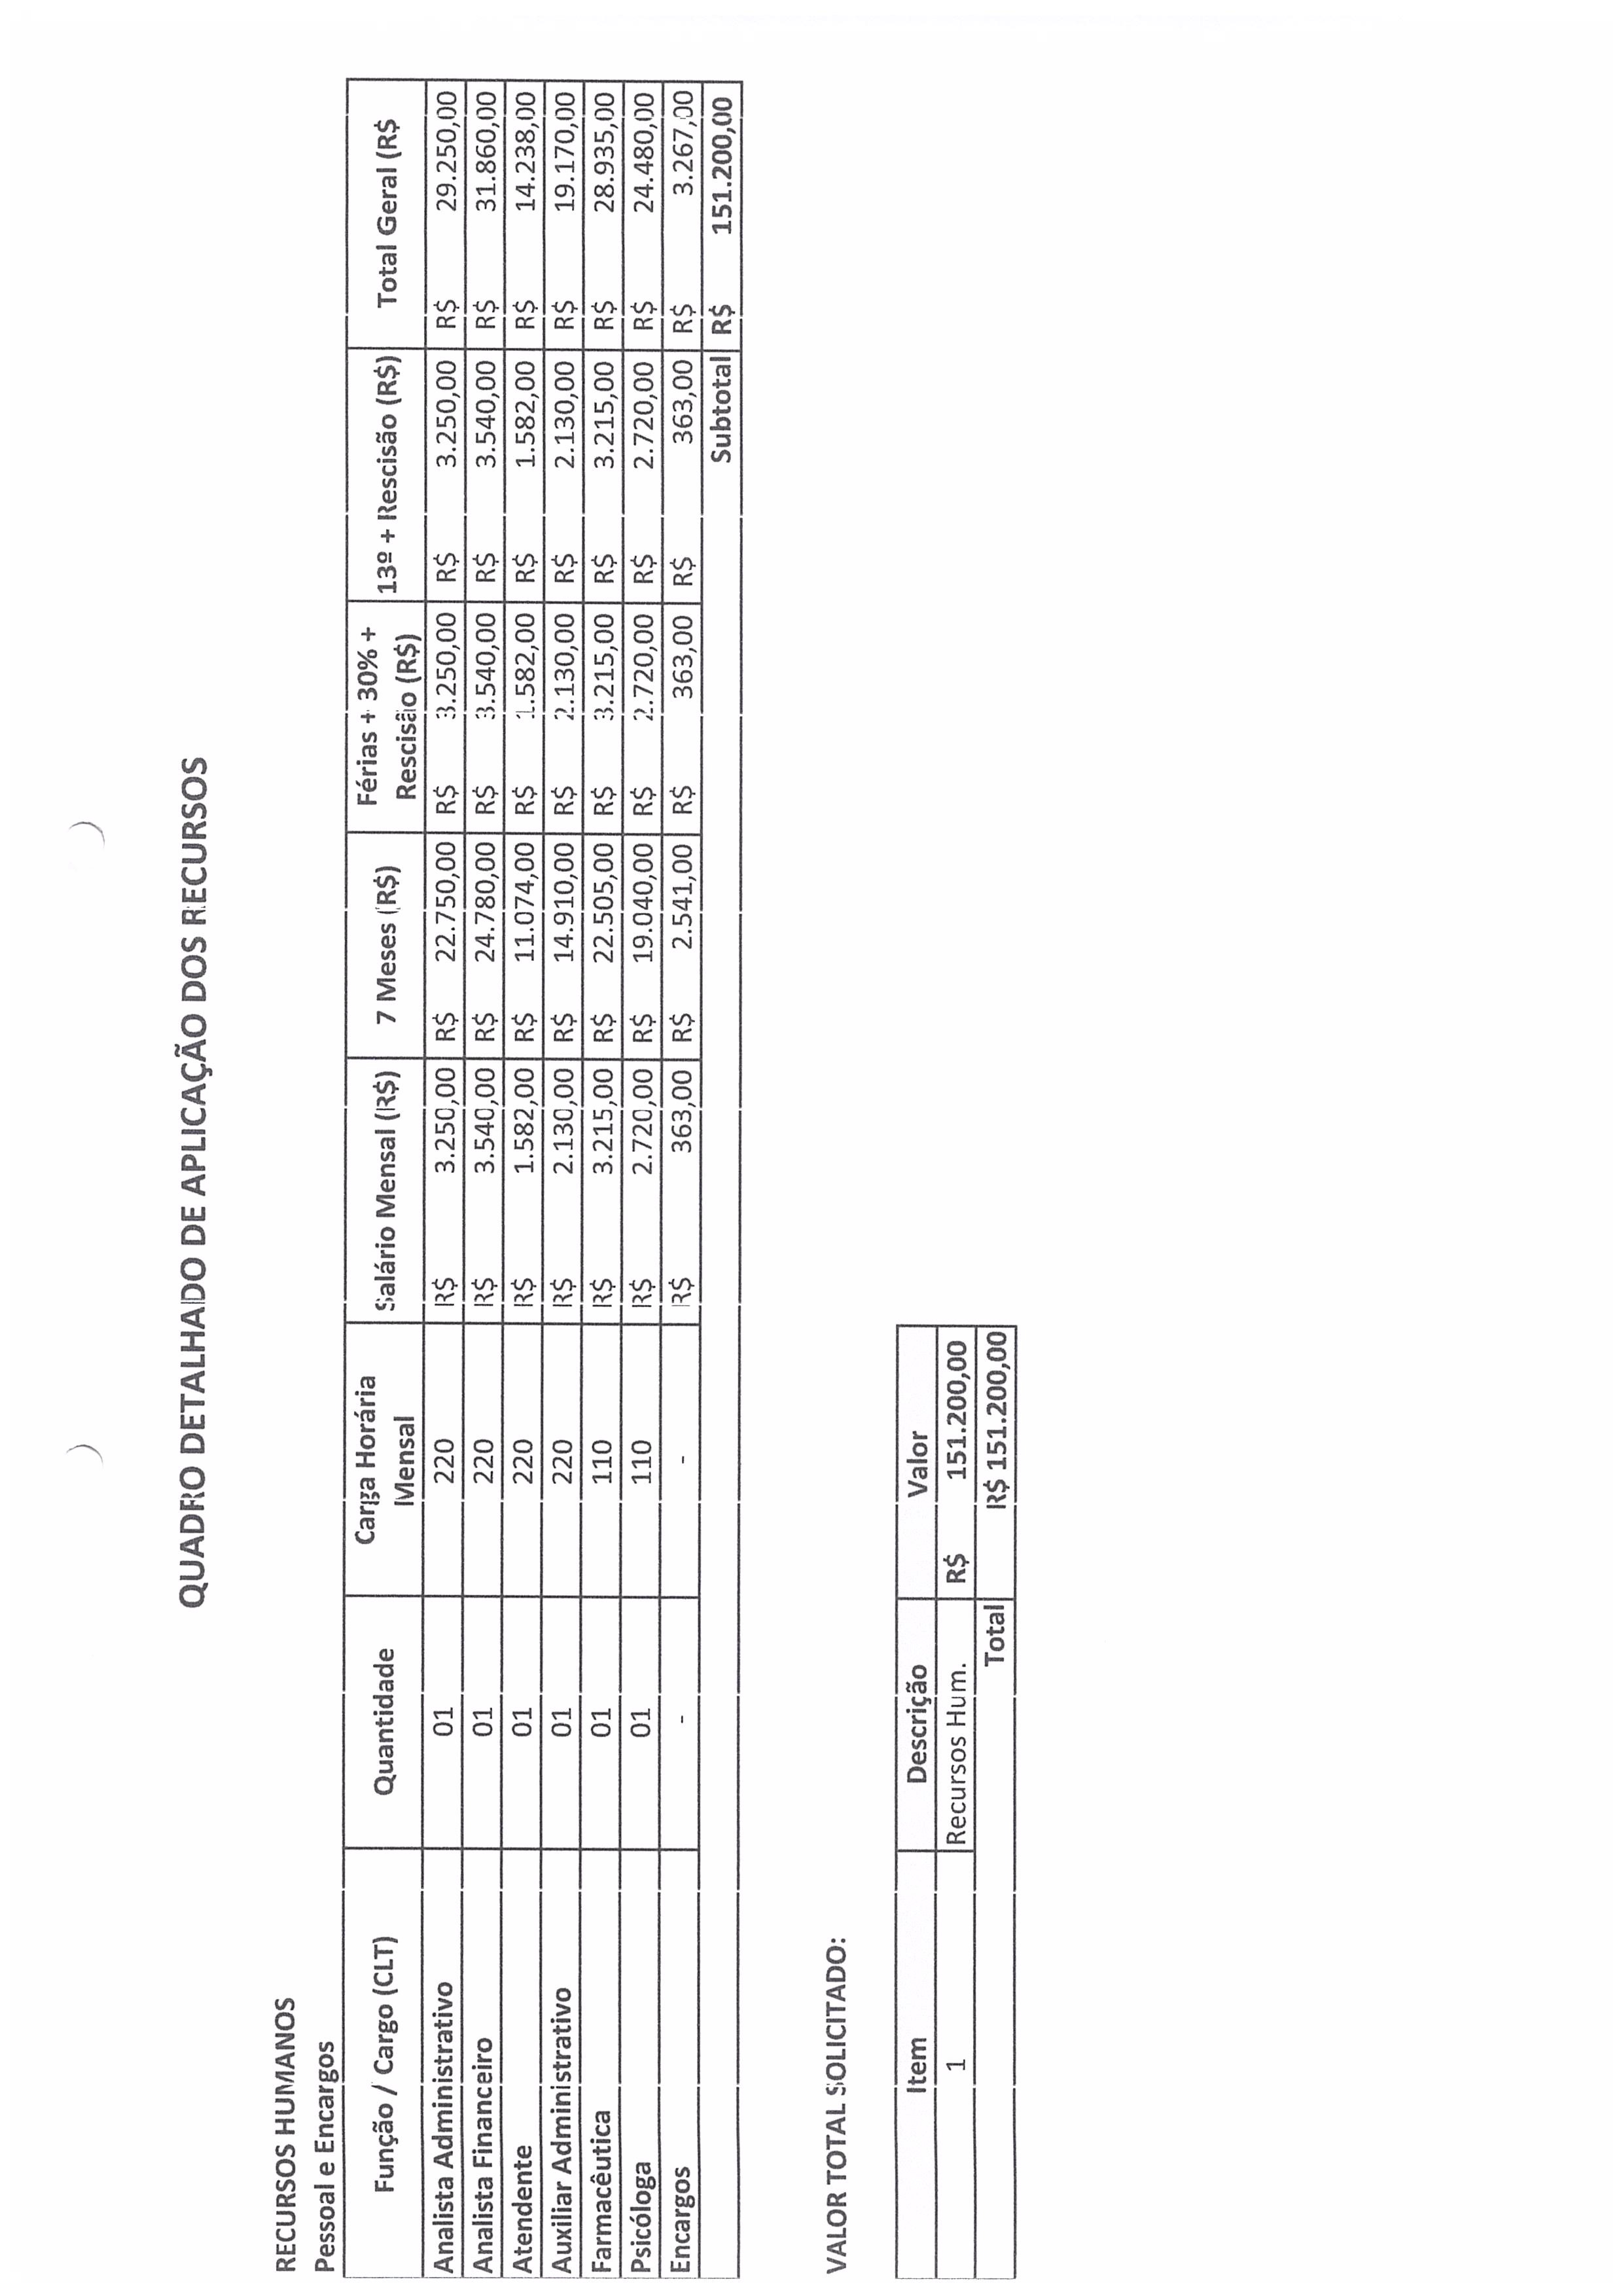 QUADRO DETALHADO DE APLICAÇÃO DOS RECURSOS
RECURSOS HUMANOS
Pessoal e Encargos
Função / Cargo (CLT) Quantidade Carga Horária Mensal Salário Mensal (R$) 7 Meses (R$) Férias + 30% + Rescisão (R$) 13º + Rescisão (R$) Total Geral (R$
Analista Administrativo 01 220 R$ 3.250,00 R$ 22.750,00 R$ 3.250,00 R$ 3.250,00 R$ 29.250,00
Analista Financeiro 01 220 R$ 3.540,00 R$ 24.780,00 R$ 3.540,00 R$ 3.540,00 R$ 31.860,00
Atendente 01 220 R$ 1.582,00 R$ 11.074,00 R$ 1.582,00 R$ 1.582,00 R$ 14.238,00
Auxiliar Administrativo 01 220 R$ 2.130,00 R$ 14.910,00 R$ 2.130,00 R$ 2.130,00 R$ 19.170,00
Farmacêutica 01 110 R$ 3.215,00 R$ 22.505,00 R$ 3.215,00 R$ 3.215,00 R$ 28.935,00
Psicóloga 01 110 R$ 2.720,00 R$ 19.040,00 R$ 2.720,00 R$ 2.720,00 R$ 24.480,00
Encargos - - R$ 363,00 R$ 2.541,00 R$ 363,00 R$ 363,00 R$ 3.267,00
Subtotal R$ 151.200,00
VALOR TOTAL SOLICITADO:
Item Descrição Valor
1 Recursos Hum. R$ 151.200,00
Total R$ 151.200,00